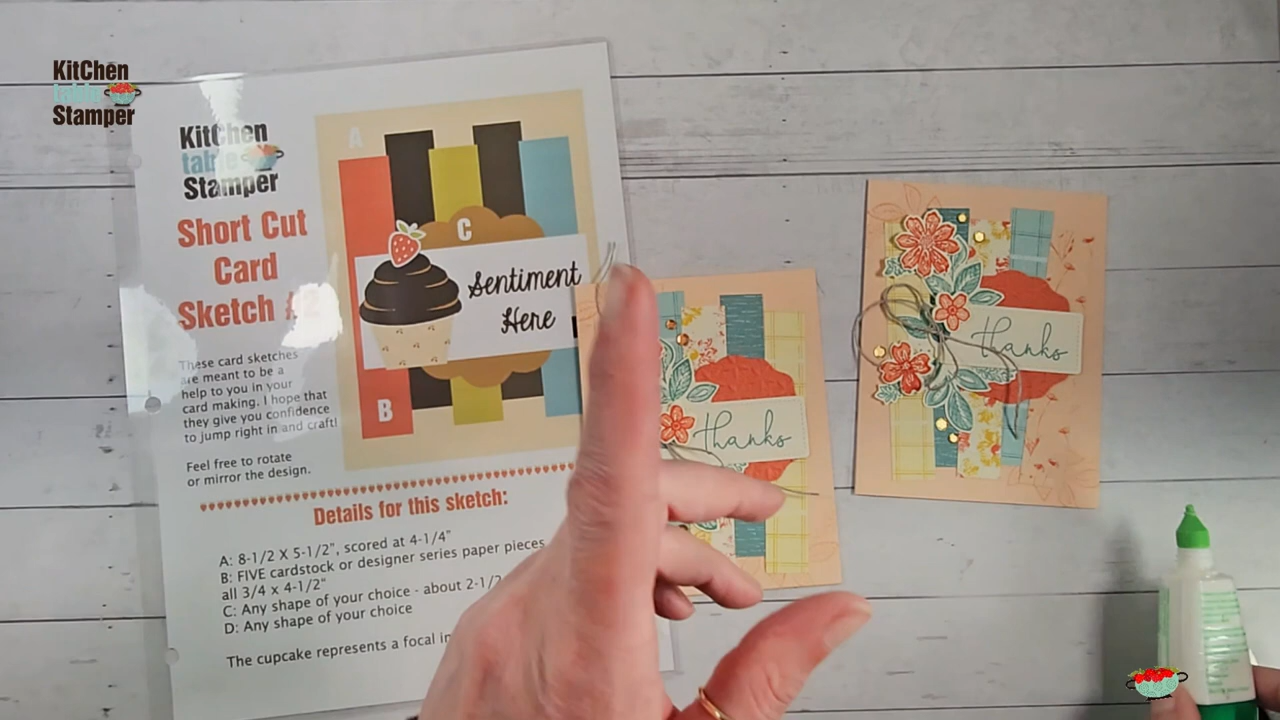 KitChen
table
Stamper
KitChen
table
Stamper
Short Cut
Card
Sketch #
These card sketches
are meant to be a
help to you in your
card making. I hope that
they give you confidence
to jump right in and craft!
Feel free to rotate
or mirror the design.
A
C
Sentiment
Here
B
Details for this sketch:
A: 8-1/2 X 5-1/2", scored at 4-1/4"
B: FIVE cardstock or designer series paper pieces
all 3/4 x 4-1/2"
C: Any shape of your choice - about 2-1/2
D: Any shape of your choice
The cupcake represents a focal
thanks
thanks